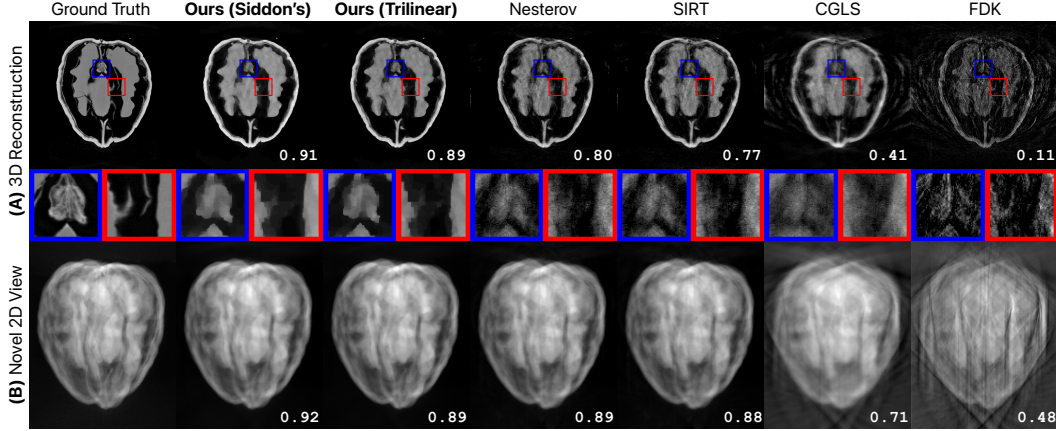 Ground Truth
Ours (Siddon's)
Ours (Trilinear)
Nesterov
SIRT
CGLS
FDK
(A) 3D Reconstruction
0.91
0.89
0.80
0.77
0.41
0.11
(B) Novel 2D View
0.92
0.89
0.89
0.88
0.71
0.48